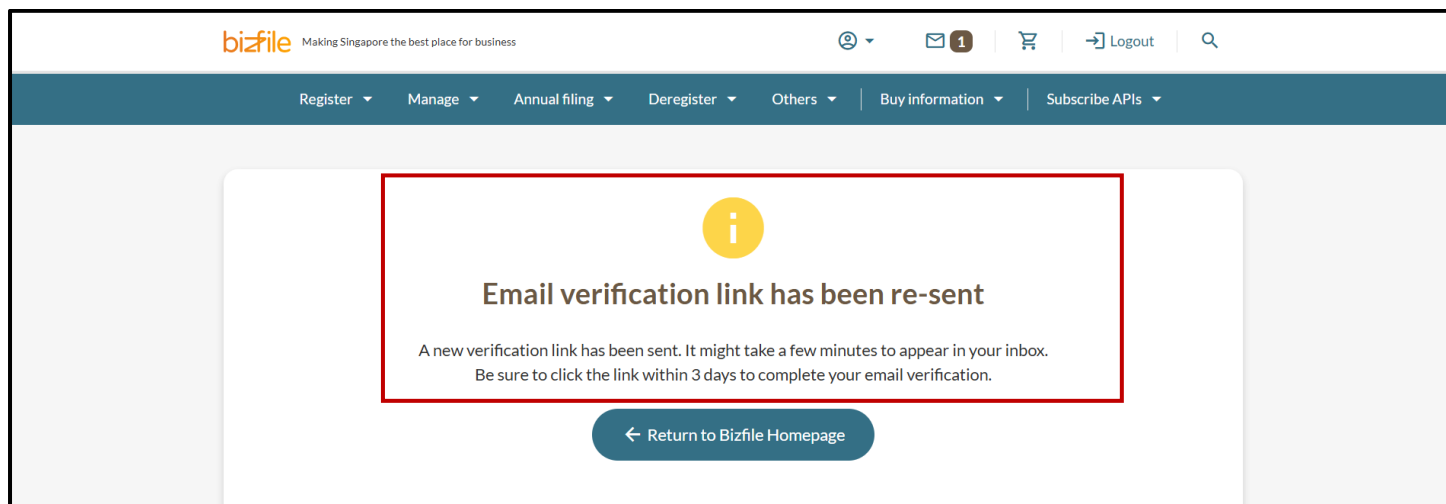 bizfile Making Singapore the best place for business 1 Logout
Register Manage Annual filing Deregister Others Buy information Subscribe APIs
i
Email verification link has been re-sent
A new verification link has been sent. It might take a few minutes to appear in your inbox.
Be sure to click the link within 3 days to complete your email verification.
Return to Bizfile Homepage